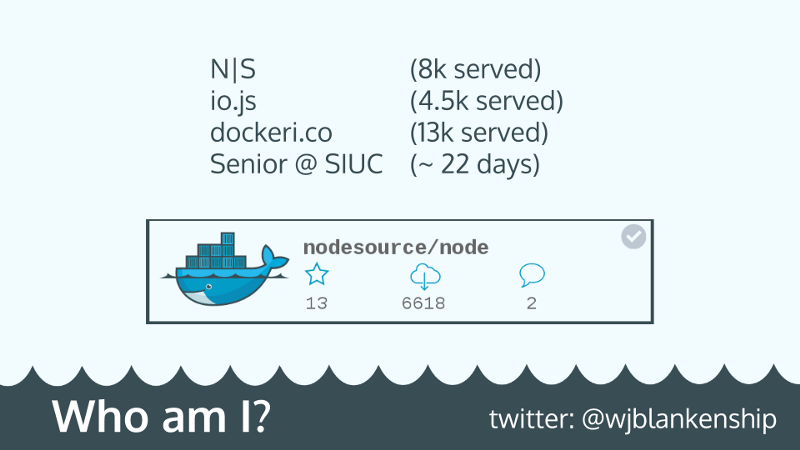 N|S (8k served)
io.js (4.5k served)
dockeri.co (13k served)
Senior @ SIUC (~ 22 days)
nodesource/node
13 6618 2
Who am I? twitter: @wjblankenship